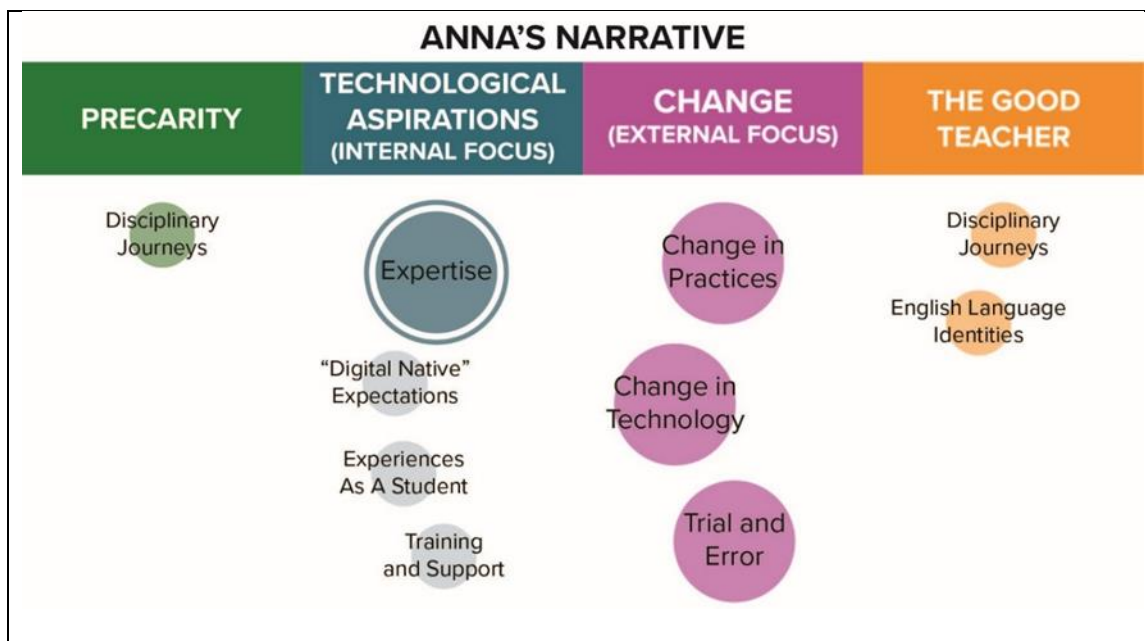 ANNA'S NARRATIVE
PRECARITY
TECHNOLOGICAL
ASPIRATIONS
(INTERNAL FOCUS)
CHANGE
(EXTERNAL FOCUS)
THE GOOD
TEACHER
Disciplinary
Journeys
Expertise
“Digital Native”
Expectations
Experiences
As A Student
Training
and Support
Change in
Practices
Change in
Technology
Trial and
Error
Disciplinary
Journeys
English Language
Identities